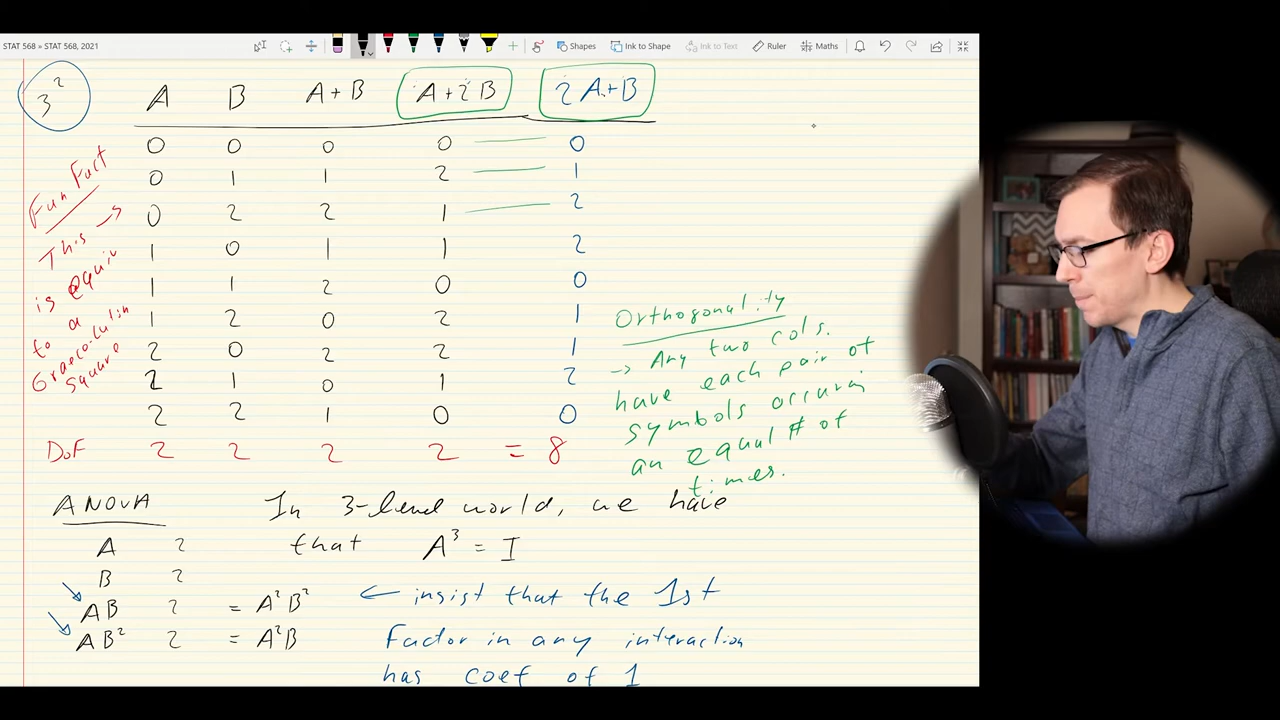 STAT 568 » STAT 568, 2021
Shapes Ink to Shape Ink to Text Ruler Maths
3²
A B A+B A+2B 2A+B
0 0 0 0 0
0 1 1 2 1
0 2 2 1 2
1 0 1 1 2
1 1 2 0 0
1 2 0 2 1
2 0 2 2 1
2 1 0 1 2
2 2 1 0 0
DoF 2 2 2 2 = 8
Fun Fact
This →
is equiv
to a
Graeco-Latin
square
Orthogonality
→ Any two cols.
have each pair of
symbols occuring
an equal # of
times.
ANOVA
A 2
B 2
AB 2 = A²B²
AB² 2 = A²B
In 3-level world, we have
that A³ = I
← insist that the 1st
Factor in any interaction
has coef of 1